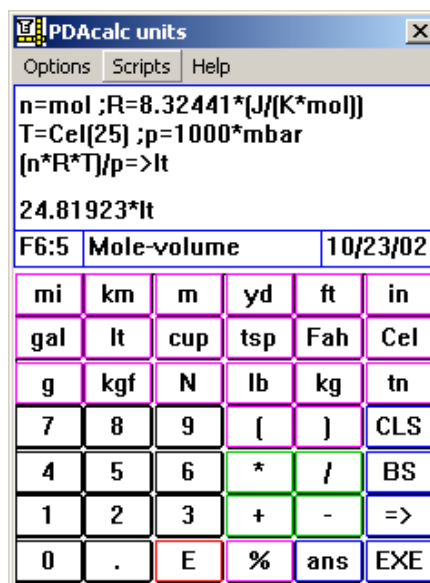 PDAcalc units
Options Scripts Help
n=mol ;R=8.32441*(J/(K*mol))
T=Cel(25) ;p=1000*mbar
(n*R*T)/p=>lt
24.81923*lt
F6:5 Mole-volume 10/23/02
mi km m yd ft in
gal lt cup tsp Fah Cel
g kgf N lb kg tn
7 8 9 ( ) CLS
4 5 6 * / BS
1 2 3 + - =>
0 . E % ans EXE